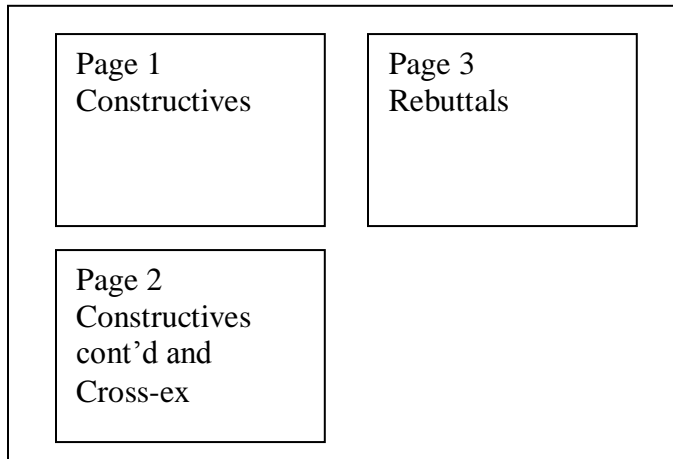 Page 1
Constructives
Page 3
Rebuttals
Page 2
Constructives
cont’d and
Cross-ex